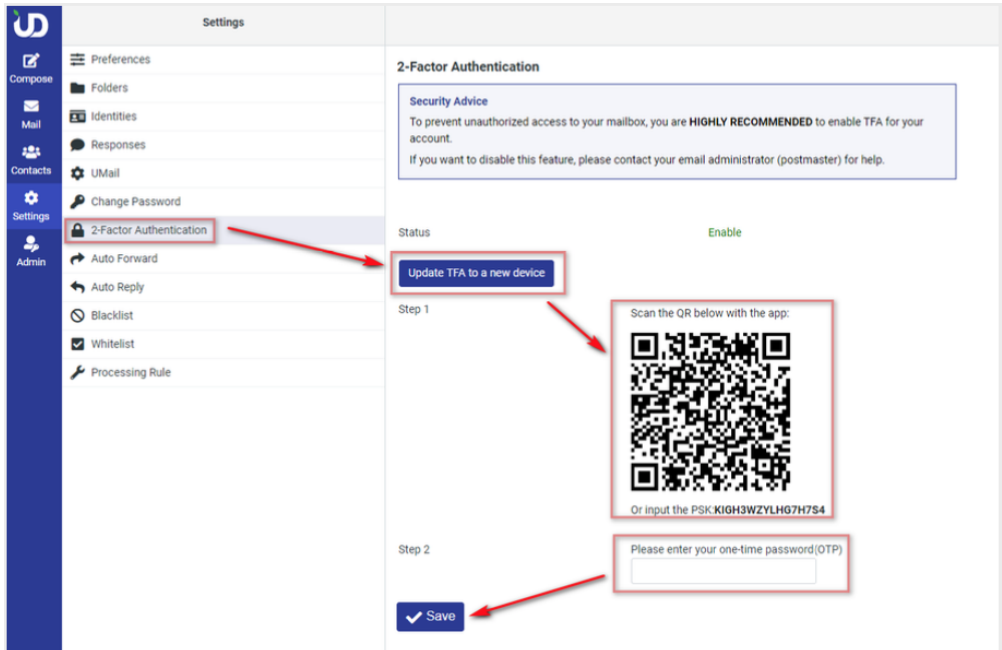 UD
Settings
Compose
Mail
Contacts
Settings
Admin
Preferences
Folders
Identities
Responses
UMail
Change Password
2-Factor Authentication
Auto Forward
Auto Reply
Blacklist
Whitelist
Processing Rule
2-Factor Authentication
Security Advice
To prevent unauthorized access to your mailbox, you are HIGHLY RECOMMENDED to enable TFA for your
account.
If you want to disable this feature, please contact your email administrator (postmaster) for help.
Status Enable
Update TFA to a new device
Step 1 Scan the QR below with the app:
Or input the PSK:KIGH3WZYLHG7H7S4
Step 2 Please enter your one-time password(OTP)
Save